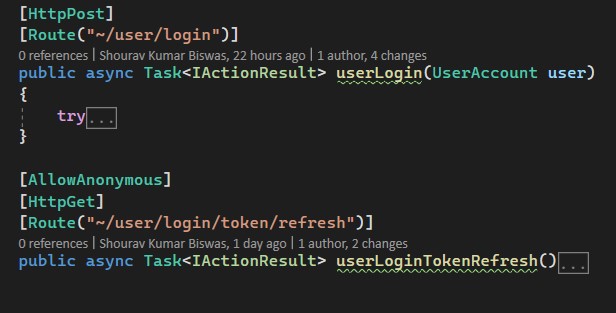 [HttpPost]
[Route("~/user/login")]
0 references | Shourav Kumar Biswas, 22 hours ago | 1 author, 4 changes
public async Task<IActionResult> userLogin(UserAccount user)
{
try...
}
[AllowAnonymous]
[HttpGet]
[Route("~/user/login/token/refresh")]
0 references | Shourav Kumar Biswas, 1 day ago | 1 author, 2 changes
public async Task<IActionResult> userLoginTokenRefresh()...